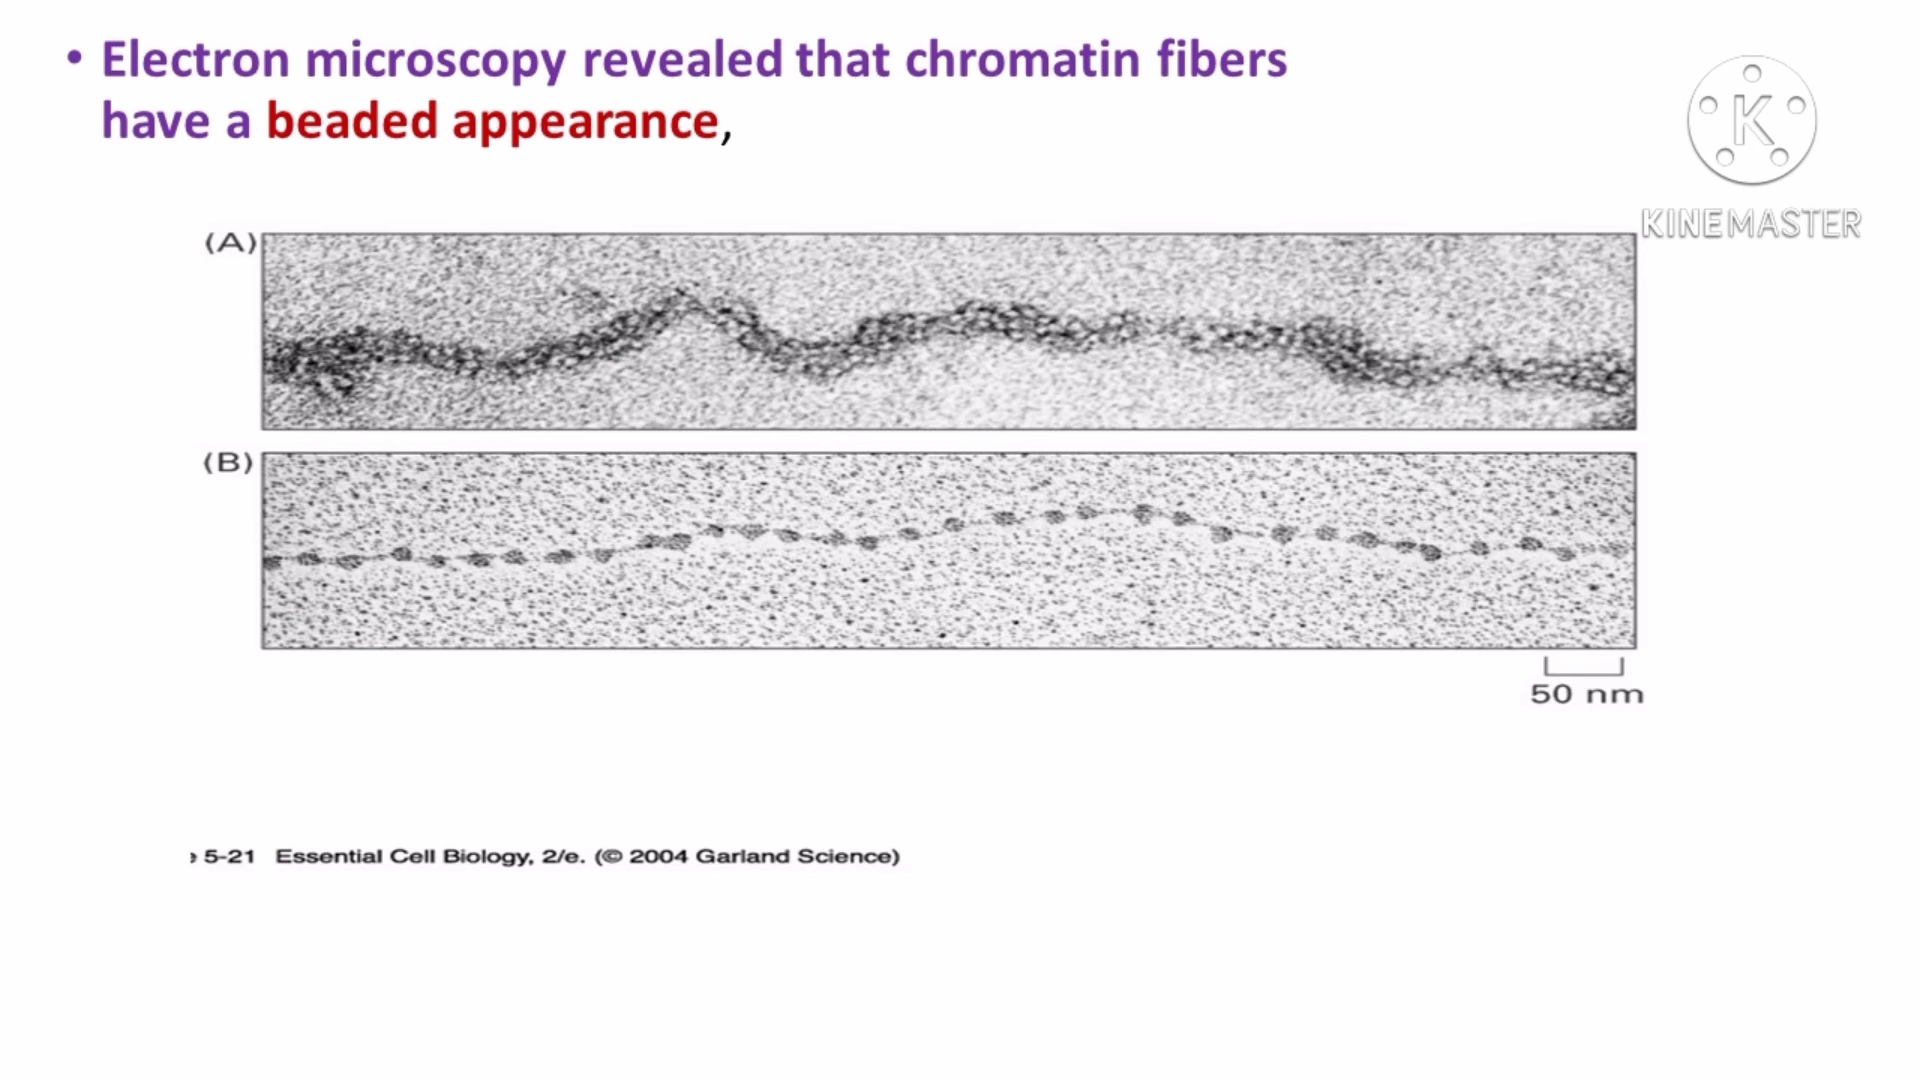 • Electron microscopy revealed that chromatin fibers
have a beaded appearance,
K
KINEMASTER
(A)
(B)
50 nm
5-21 Essential Cell Biology, 2/e. (© 2004 Garland Science)